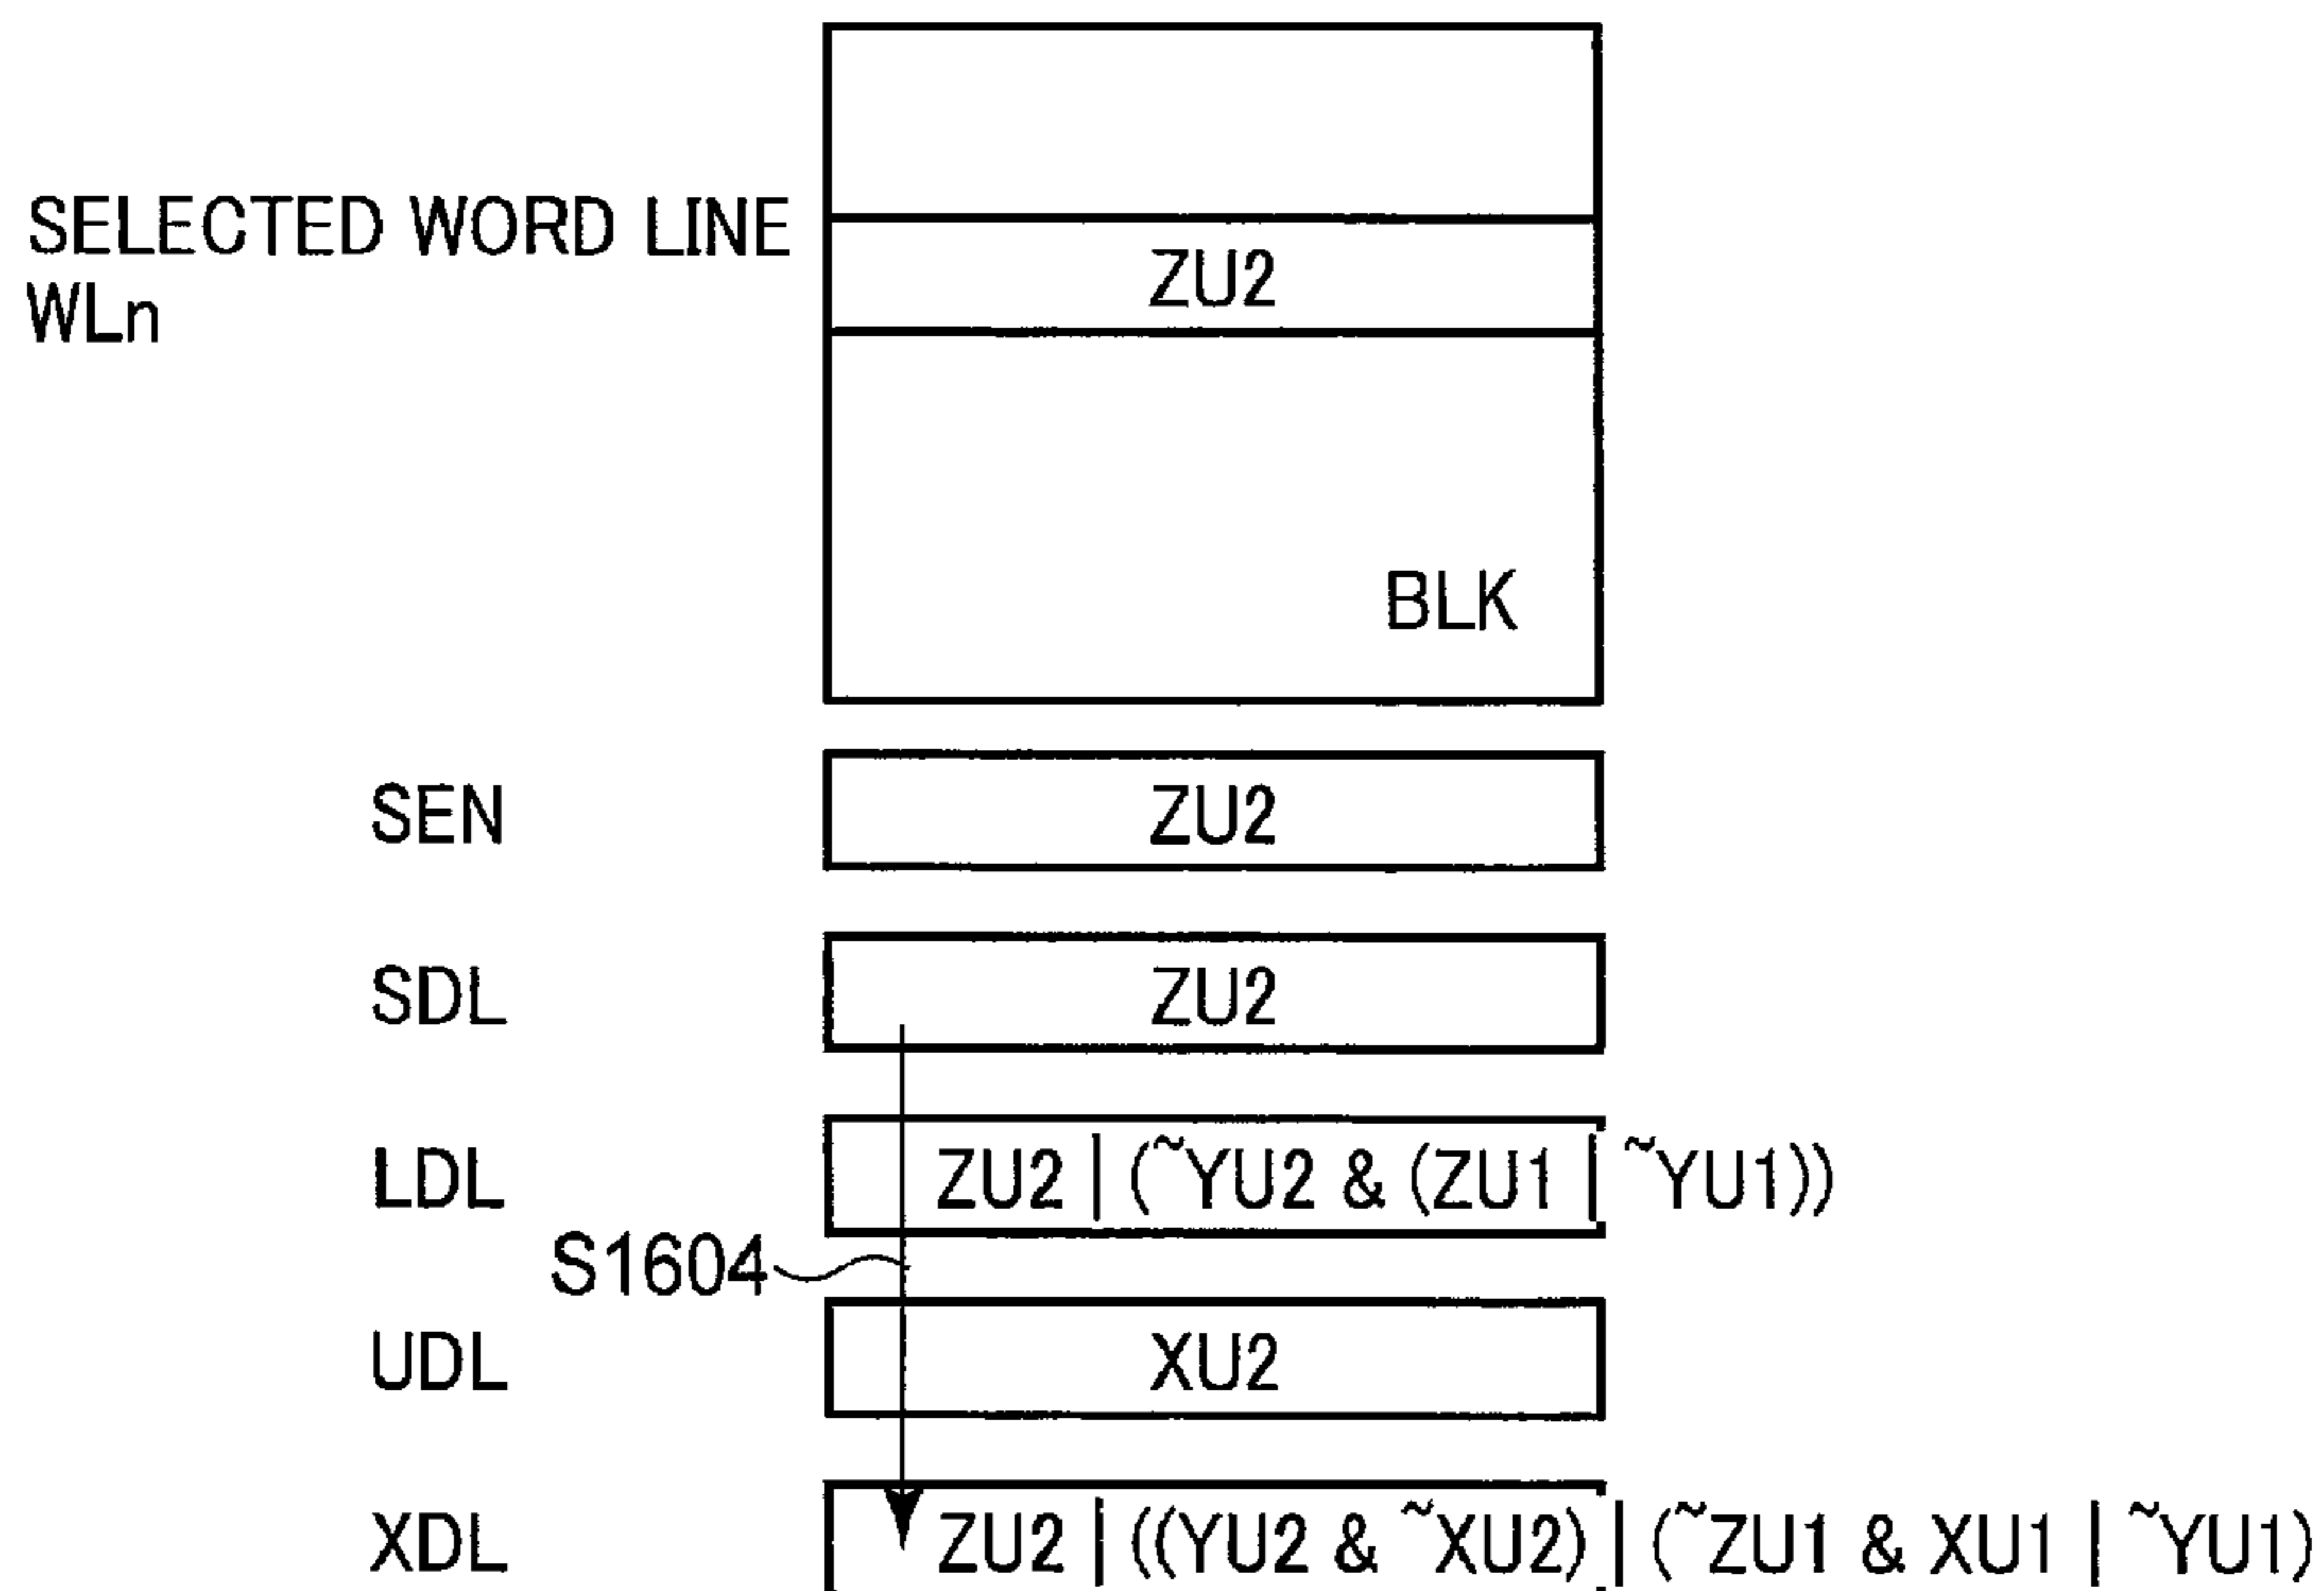 SELECTED WORD LINE
WLn
ZU2
BLK
SEN ZU2
SDL ZU2
LDL ZU2 | (~YU2 & (ZU1 | ~YU1))
S1604
UDL XU2
XDL ZU2 | ((YU2 & ~XU2) | (~ZU1 & XU1 | ~YU1)